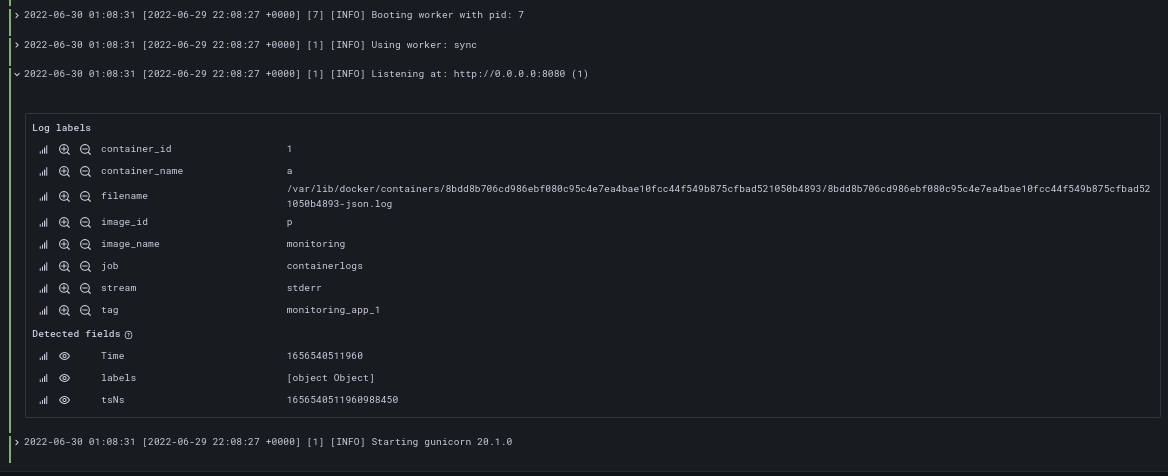 2022-06-30 01:08:31 [2022-06-29 22:08:27 +0000] [7] [INFO] Booting worker with pid: 7
2022-06-30 01:08:31 [2022-06-29 22:08:27 +0000] [1] [INFO] Using worker: sync
2022-06-30 01:08:31 [2022-06-29 22:08:27 +0000] [1] [INFO] Listening at: http://0.0.0.0:8080 (1)
Log labels
container_id 1
container_name a
filename /var/lib/docker/containers/8bdd8b706cd986ebf080c95c4e7ea4bae10fcc44f549b875cfbad521050b4893/8bdd8b706cd986ebf080c95c4e7ea4bae10fcc44f549b875cfbad52
1050b4893-json.log
image_id p
image_name monitoring
job containerlogs
stream stderr
tag monitoring_app_1
Detected fields
Time 1656540511960
labels [object Object]
tsNs 1656540511960988450
2022-06-30 01:08:31 [2022-06-29 22:08:27 +0000] [1] [INFO] Starting gunicorn 20.1.0